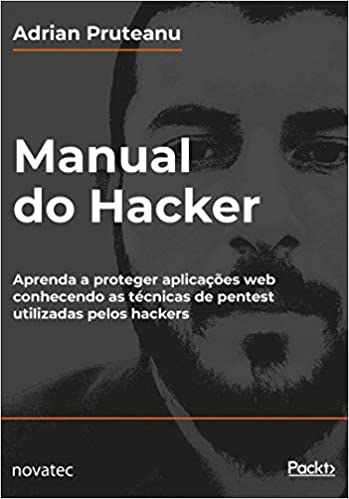 Adrian Pruteanu
Manual
do Hacker
Aprenda a proteger aplicações web
conhecendo as técnicas de pentest
utilizadas pelos hackers
novatec
Packt